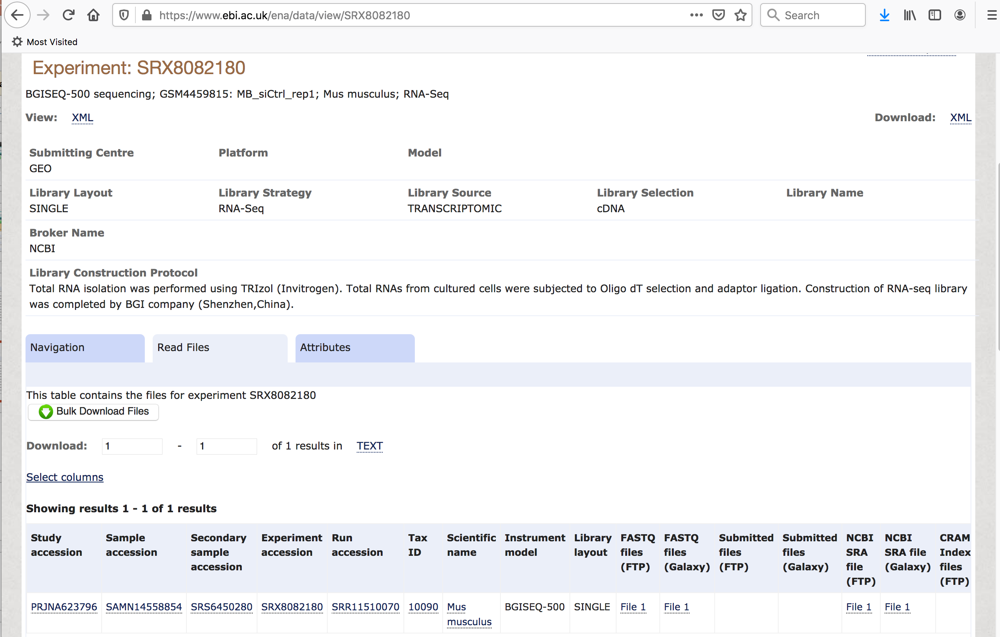 https://www.ebi.ac.uk/ena/data/view/SRX8082180
Search
Most Visited
Experiment: SRX8082180
BGISEQ-500 sequencing; GSM4459815: MB_siCtrl_rep1; Mus musculus; RNA-Seq
View: XML Download: XML
Submitting Centre Platform Model
GEO
Library Layout Library Strategy Library Source Library Selection Library Name
SINGLE RNA-Seq TRANSCRIPTOMIC cDNA
Broker Name
NCBI
Library Construction Protocol
Total RNA isolation was performed using TRIzol (Invitrogen). Total RNAs from cultured cells were subjected to Oligo dT selection and adaptor ligation. Construction of RNA-seq library
was completed by BGI company (Shenzhen,China).
Navigation Read Files Attributes
This table contains the files for experiment SRX8082180
Bulk Download Files
Download: 1 - 1 of 1 results in TEXT
Select columns
Showing results 1 - 1 of 1 results
Study Sample Secondary Experiment Run Tax Scientific Instrument Library FASTQ FASTQ Submitted Submitted NCBI NCBI CRAM
accession accession sample accession accession ID name model layout files files files files SRA SRA file Index
accession (FTP) (Galaxy) (FTP) (Galaxy) file (Galaxy) files
(FTP) (FTP)
PRJNA623796 SAMN14558854 SRS6450280 SRX8082180 SRR11510070 10090 Mus BGISEQ-500 SINGLE File 1 File 1 File 1 File 1
musculus